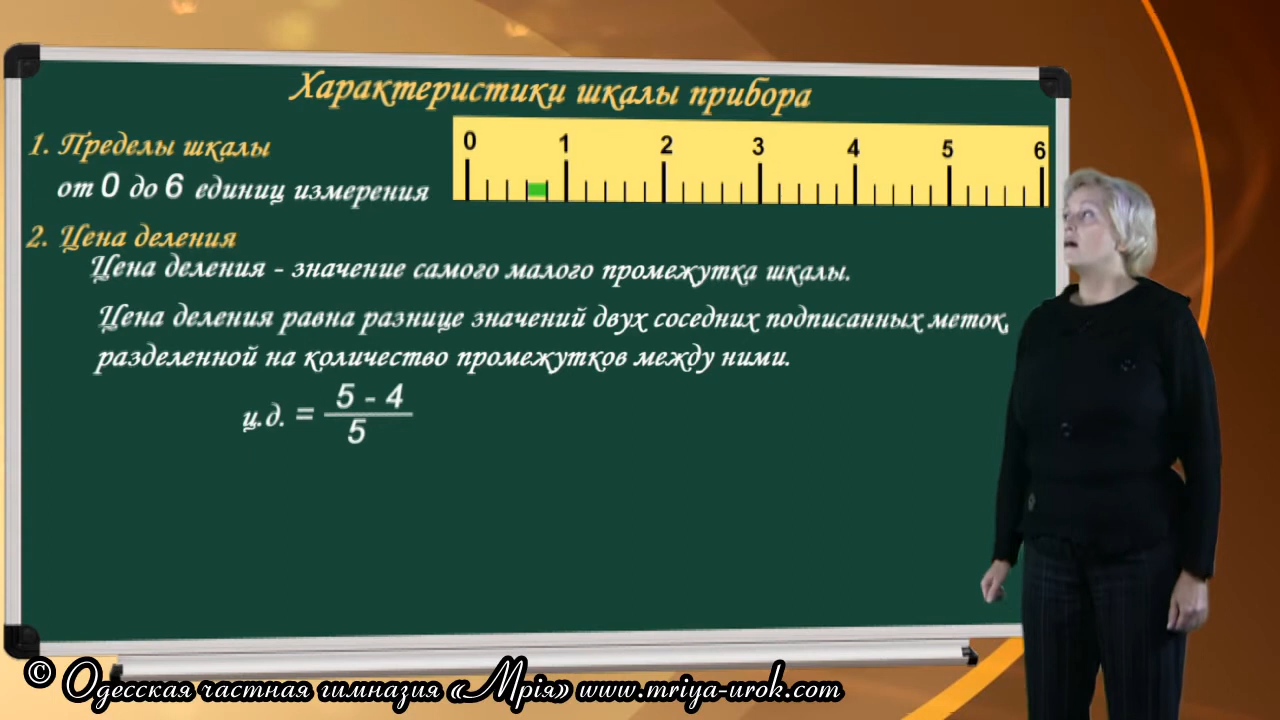 Характеристики шкалы прибора
1. Пределы шкалы
от 0 до 6 единиц измерения
0 1 2 3 4 5 6
2. Цена деления
Цена деления - значение самого малого промежутка шкалы.
Цена деления равна разнице значений двух соседних подписанных меток,
разделенной на количество промежутков между ними.
ц.д. = 5 - 4
5
© Одесская частная гимназия «Мрія» www.mriya-urok.com